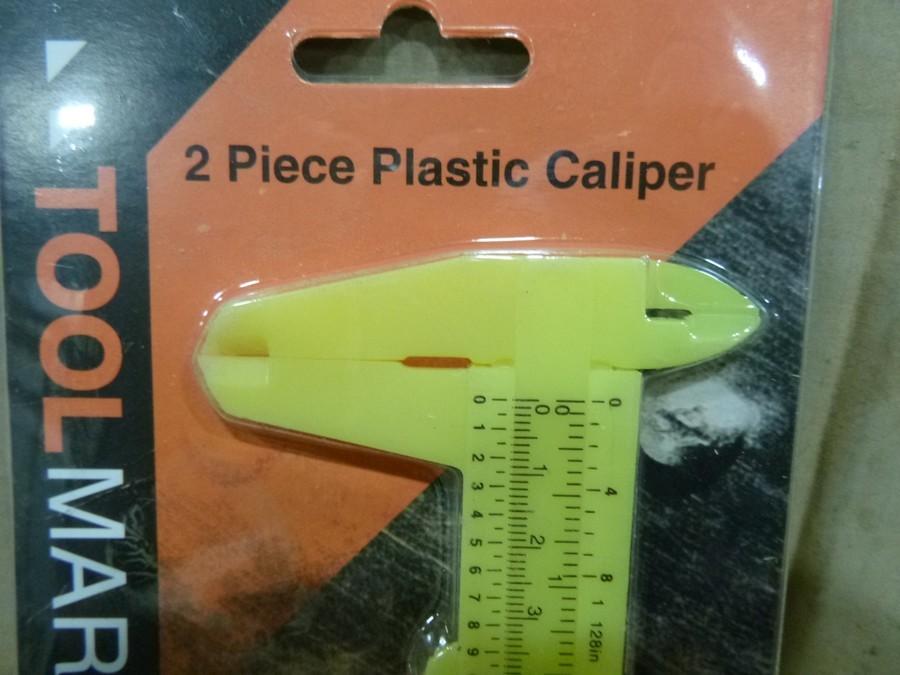 2 Piece Plastic Caliper
TOOLMAR
0 1 2 3 4 5 6 7 8 9
0 1 2 3
0 1
0 4 8
1 128in